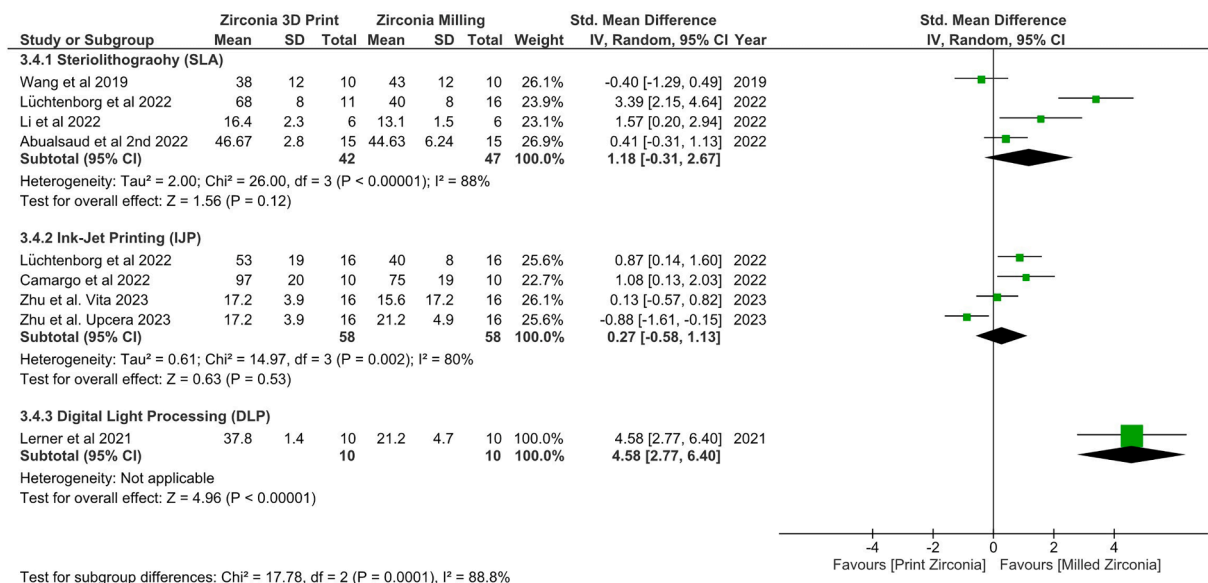 Zirconia 3D Print Zirconia Milling Std. Mean Difference Std. Mean Difference
Study or Subgroup Mean SD Total Mean SD Total Weight IV, Random, 95% CI Year IV, Random, 95% CI
3.4.1 Steriolithograohy (SLA)
Wang et al 2019 38 12 10 43 12 10 26.1% -0.40 [-1.29, 0.49] 2019
Lüchtenborg et al 2022 68 8 11 40 8 16 23.9% 3.39 [2.15, 4.64] 2022
Li et al 2022 16.4 2.3 6 13.1 1.5 6 23.1% 1.57 [0.20, 2.94] 2022
Abualsaud et al 2nd 2022 46.67 2.8 15 44.63 6.24 15 26.9% 0.41 [-0.31, 1.13] 2022
Subtotal (95% CI) 42 47 100.0% 1.18 [-0.31, 2.67]
Heterogeneity: Tau² = 2.00; Chi² = 26.00, df = 3 (P < 0.00001); I² = 88%
Test for overall effect: Z = 1.56 (P = 0.12)
3.4.2 Ink-Jet Printing (IJP)
Lüchtenborg et al 2022 53 19 16 40 8 16 25.6% 0.87 [0.14, 1.60] 2022
Camargo et al 2022 97 20 10 75 19 10 22.7% 1.08 [0.13, 2.03] 2022
Zhu et al. Vita 2023 17.2 3.9 16 15.6 17.2 16 26.1% 0.13 [-0.57, 0.82] 2023
Zhu et al. Upcera 2023 17.2 3.9 16 21.2 4.9 16 25.6% -0.88 [-1.61, -0.15] 2023
Subtotal (95% CI) 58 58 100.0% 0.27 [-0.58, 1.13]
Heterogeneity: Tau² = 0.61; Chi² = 14.97, df = 3 (P = 0.002); I² = 80%
Test for overall effect: Z = 0.63 (P = 0.53)
3.4.3 Digital Light Processing (DLP)
Lerner et al 2021 37.8 1.4 10 21.2 4.7 10 100.0% 4.58 [2.77, 6.40] 2021
Subtotal (95% CI) 10 10 100.0% 4.58 [2.77, 6.40]
Heterogeneity: Not applicable
Test for overall effect: Z = 4.96 (P < 0.00001)
-4 -2 0 2 4
Favours [Print Zirconia] Favours [Milled Zirconia]
Test for subgroup differences: Chi² = 17.78, df = 2 (P = 0.0001), I² = 88.8%